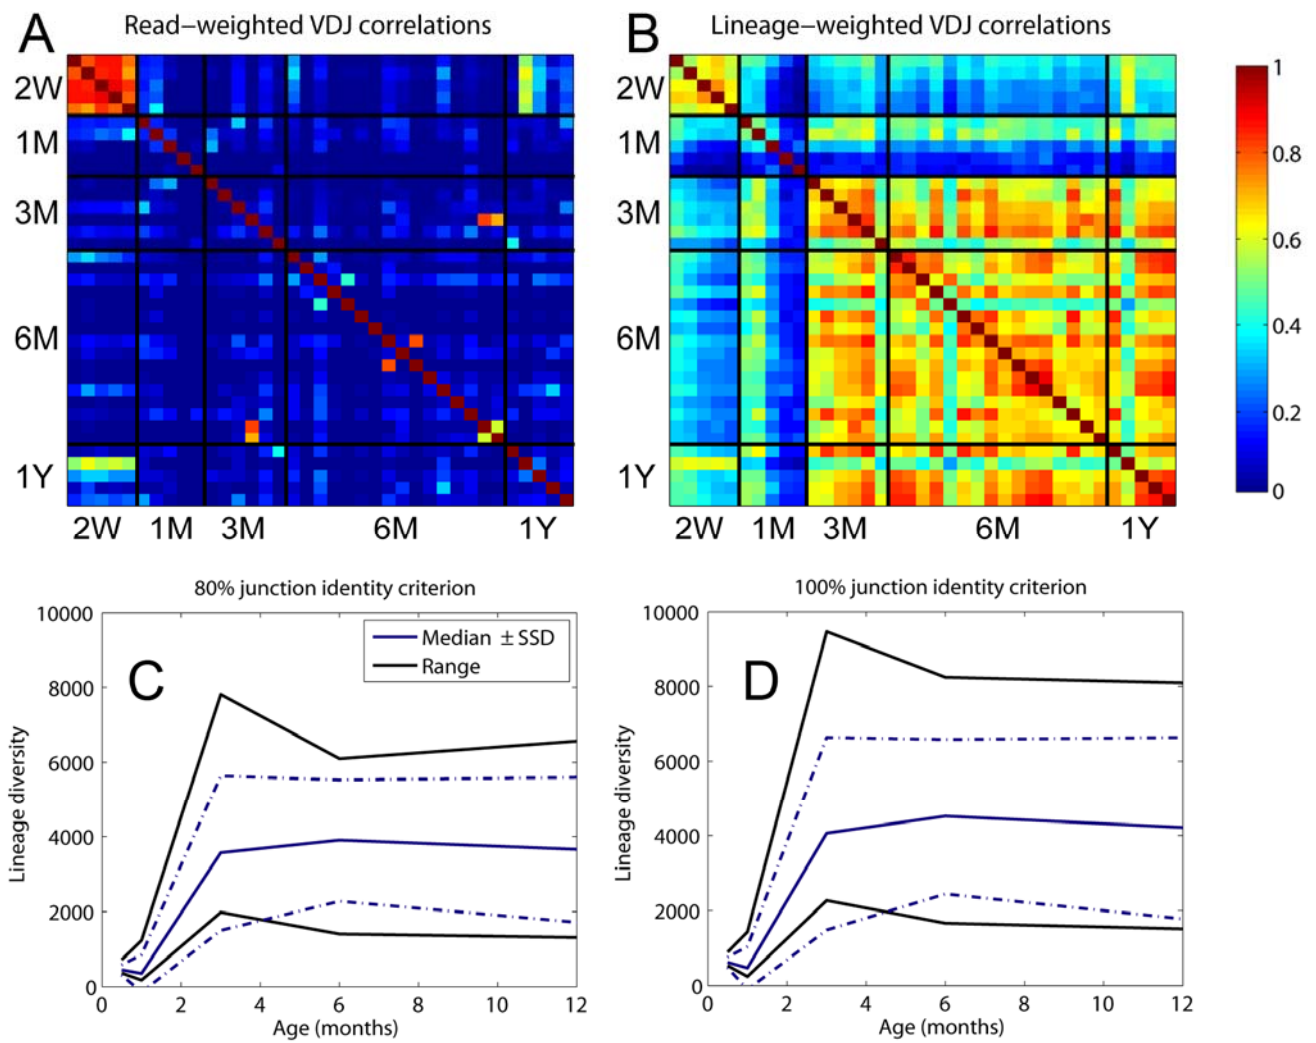 A Read−weighted VDJ correlations
B Lineage−weighted VDJ correlations
2W
1M
3M
6M
1Y
2W 1M 3M 6M 1Y
2W
1M
3M
6M
1Y
2W 1M 3M 6M 1Y
1
0.8
0.6
0.4
0.2
0
80% junction identity criterion
C
Median ± SSD
Range
Lineage diversity
10000
8000
6000
4000
2000
0
0 2 4 6 8 10 12
Age (months)
100% junction identity criterion
D
Lineage diversity
10000
8000
6000
4000
2000
0
0 2 4 6 8 10 12
Age (months)